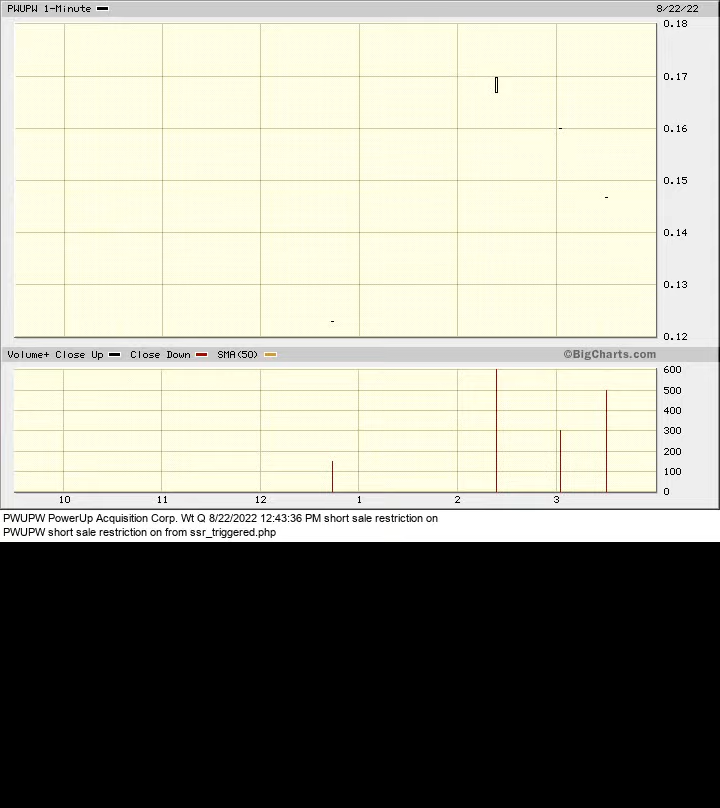 PWUPW 1-Minute 8/22/22
0.18
0.17
0.16
0.15
0.14
0.13
0.12
Volume+ Close Up Close Down SMA(50) ©BigCharts.com
600
500
400
300
200
100
0
10 11 12 1 2 3
PWUPW PowerUp Acquisition Corp. Wt Q 8/22/2022 12:43:36 PM short sale restriction on
PWUPW short sale restriction on from ssr_triggered.php